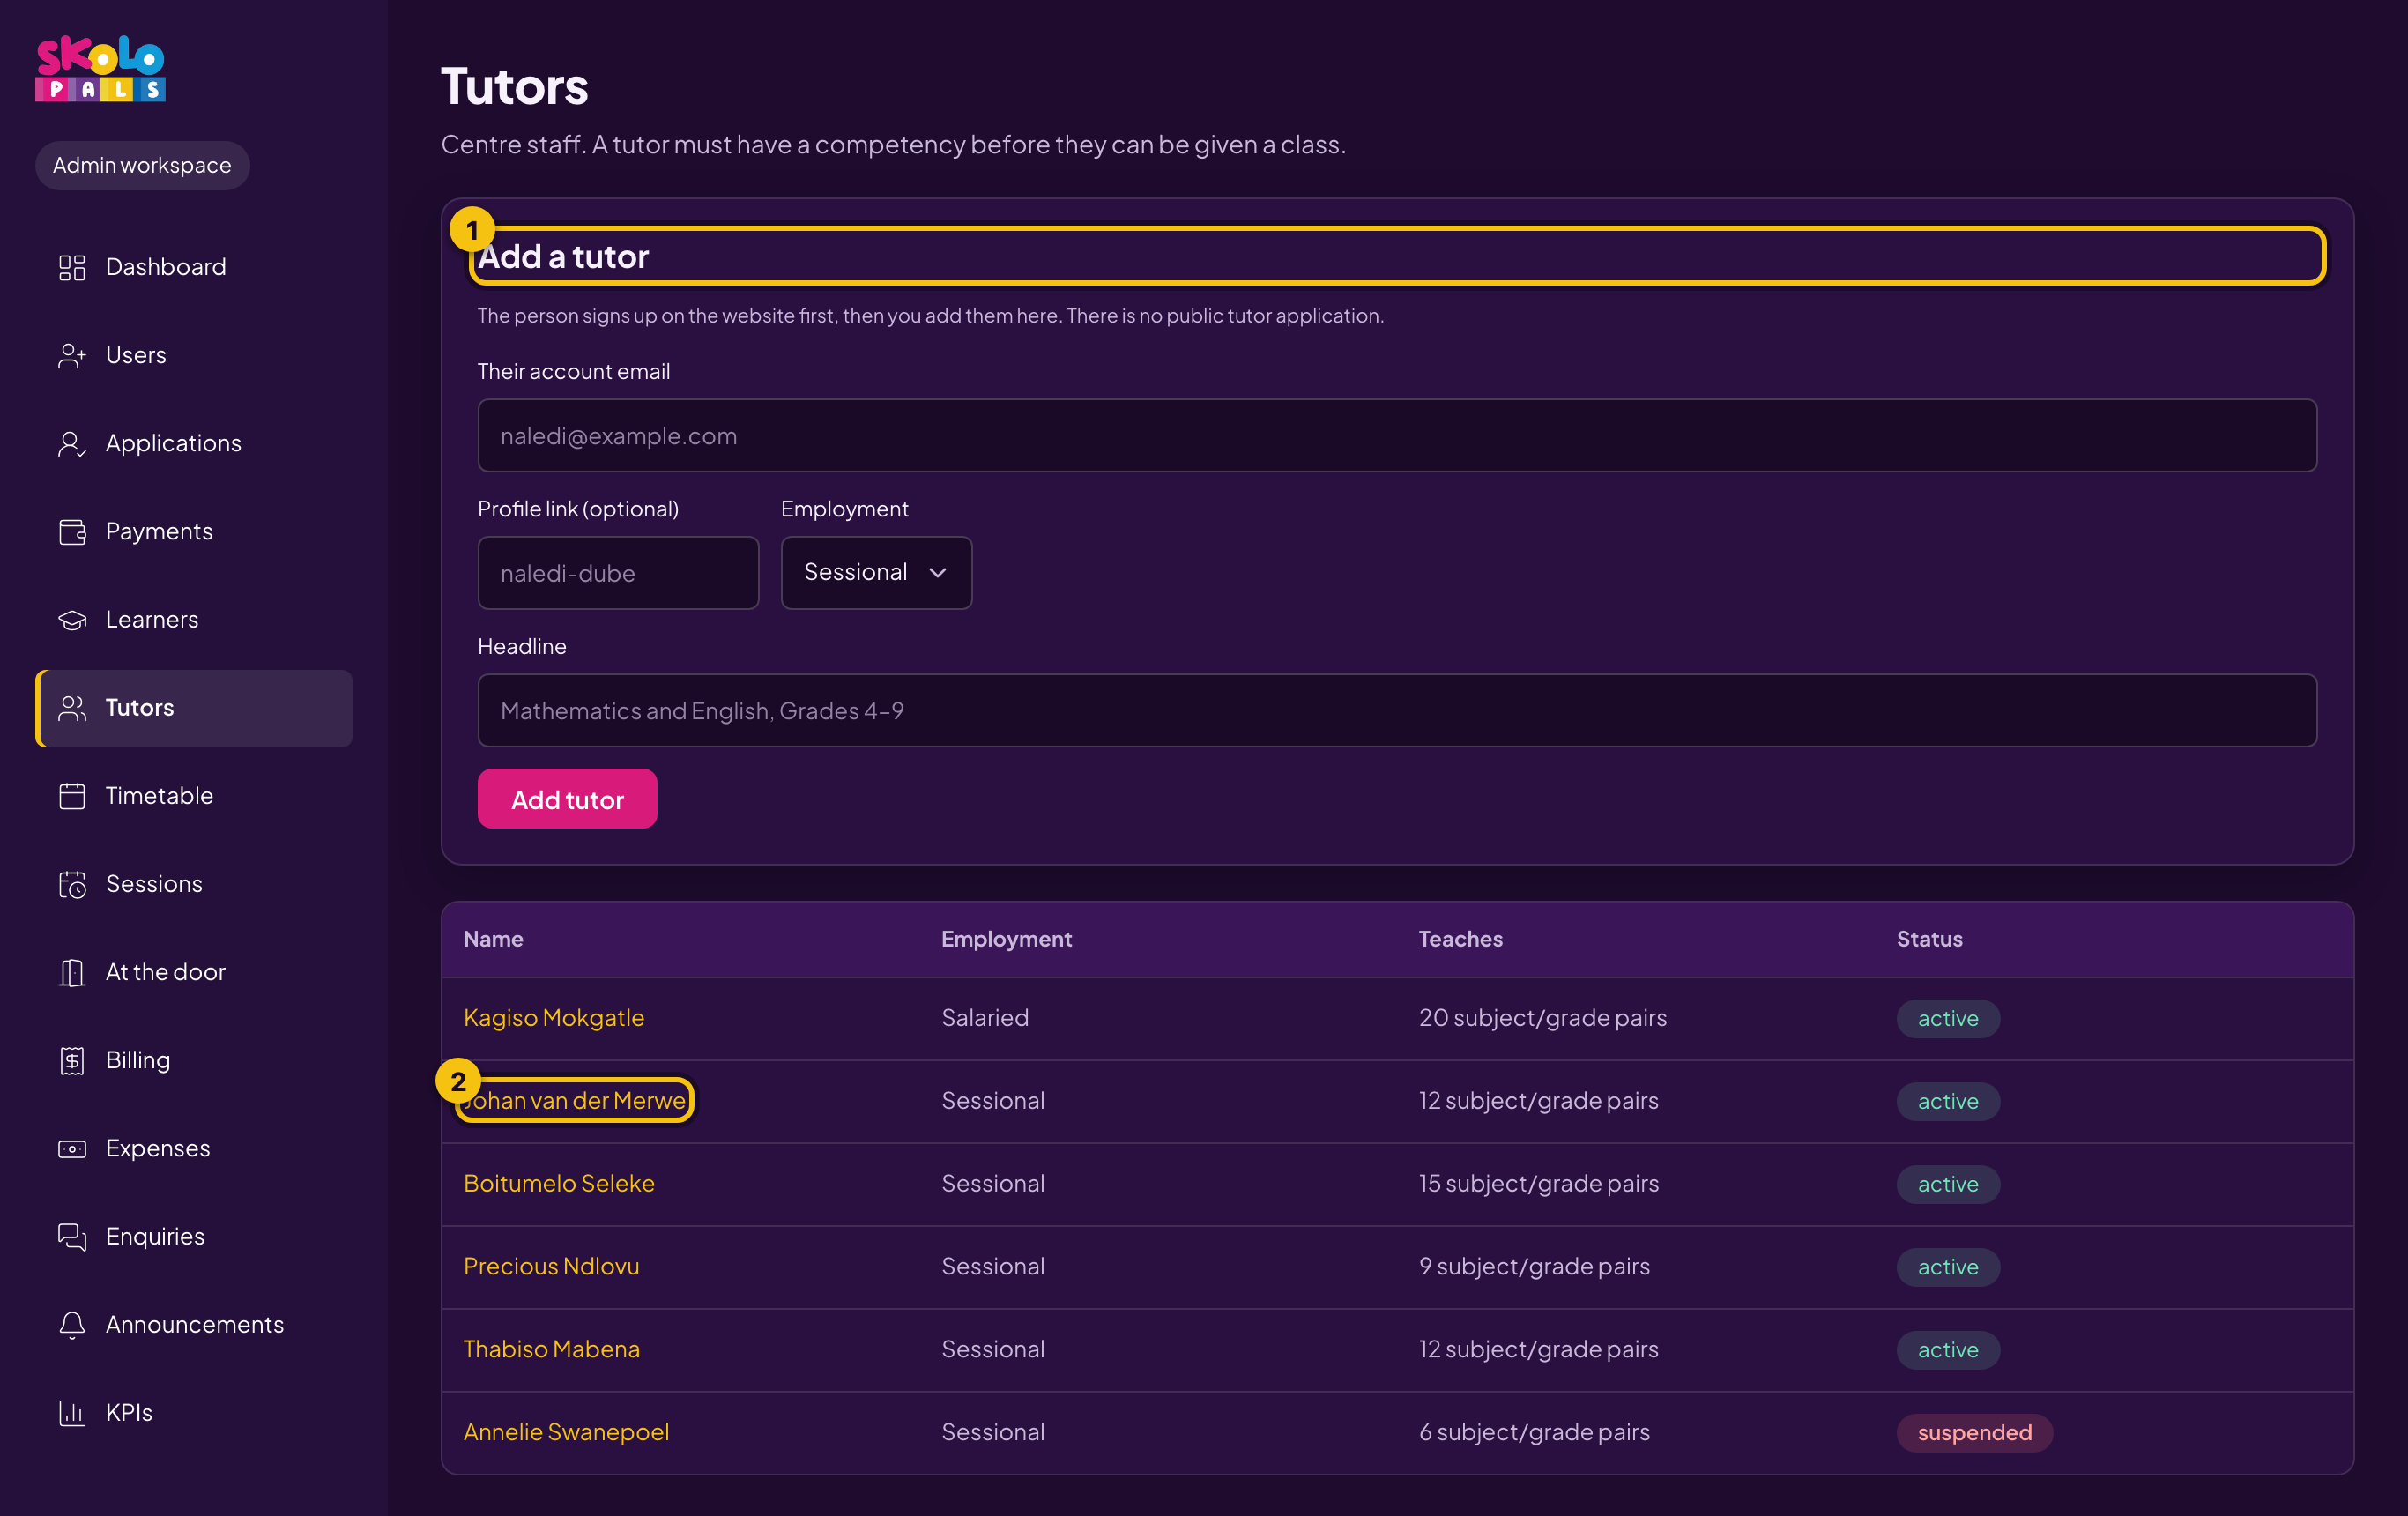 SKOLO
PALS
Admin workspace
Dashboard
Users
Applications
Payments
Learners
Tutors
Timetable
Sessions
At the door
Billing
Expenses
Enquiries
Announcements
KPIs
Tutors
Centre staff. A tutor must have a competency before they can be given a class.
1
Add a tutor
The person signs up on the website first, then you add them here. There is no public tutor application.
Their account email
naledi@example.com
Profile link (optional) Employment
naledi-dube Sessional
Headline
Mathematics and English, Grades 4–9
Add tutor
Name Employment Teaches Status
Kagiso Mokgatle Salaried 20 subject/grade pairs active
2
Johan van der Merwe Sessional 12 subject/grade pairs active
Boitumelo Seleke Sessional 15 subject/grade pairs active
Precious Ndlovu Sessional 9 subject/grade pairs active
Thabiso Mabena Sessional 12 subject/grade pairs active
Annelie Swanepoel Sessional 6 subject/grade pairs suspended